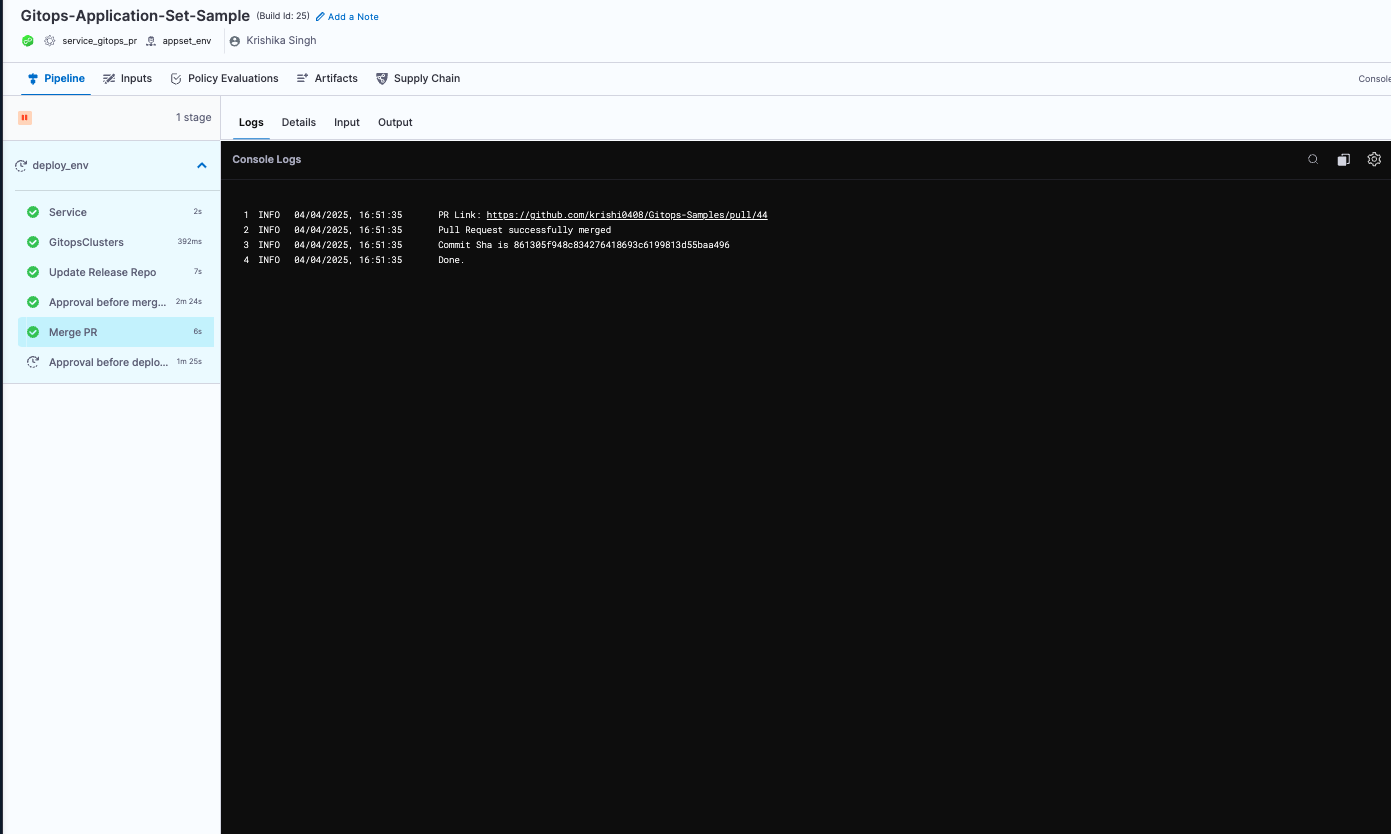 Gitops-Application-Set-Sample (Build Id: 25) Add a Note
service_gitops_pr appset_env Krishika Singh
Pipeline Inputs Policy Evaluations Artifacts Supply Chain Console
1 stage
Logs Details Input Output
deploy_env
Service 2s
GitopsClusters 392ms
Update Release Repo 7s
Approval before merg... 2m 24s
Merge PR 6s
Approval before deplo... 1m 25s
Console Logs
1 INFO 04/04/2025, 16:51:35 PR Link: https://github.com/krishi0408/Gitops-Samples/pull/44
2 INFO 04/04/2025, 16:51:35 Pull Request successfully merged
3 INFO 04/04/2025, 16:51:35 Commit Sha is 861305f948c834276418693c6199813d55baa496
4 INFO 04/04/2025, 16:51:35 Done.